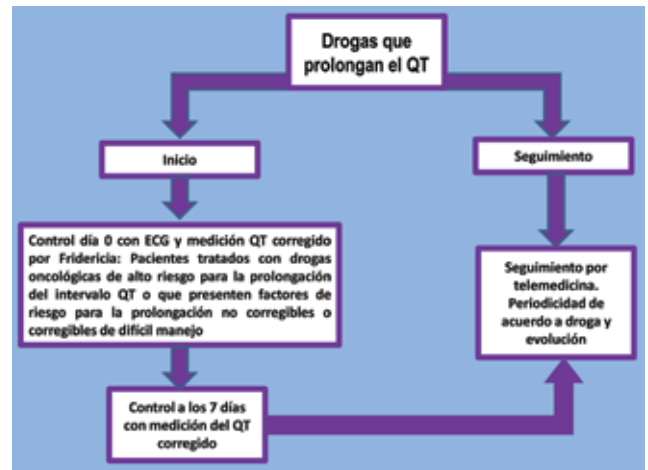 Drogas que
prolongan el QT
Inicio
Seguimiento
Control día 0 con ECG y medición QT corregido
por Fridericia: Pacientes tratados con drogas
oncológicas de alto riesgo para la prolongación
del intervalo QT o que presenten factores de
riesgo para la prolongación no corregibles o
corregibles de difícil manejo
Seguimiento por
telemedicina.
Periodicidad de
acuerdo a droga y
evolución
Control a los 7 días
con medición del QT
corregido